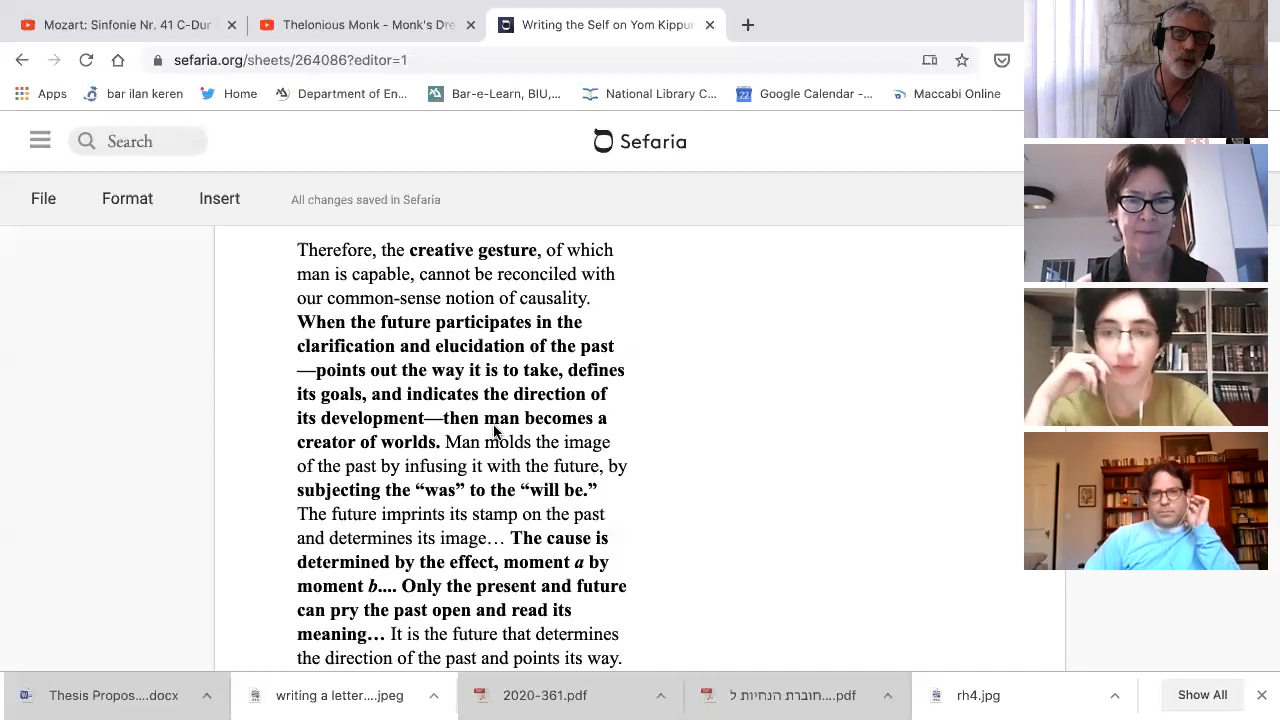 Mozart: Sinfonie Nr. 41 C-Dur
Thelonious Monk - Monk's Dre
Writing the Self on Yom Kippur
sefaria.org/sheets/264086?editor=1
Apps
bar ilan keren
Home
Department of En...
Bar-e-Learn, BIU,...
National Library C...
22
Google Calendar -...
Maccabi Online
Search
Sefaria
File
Format
Insert
All changes saved in Sefaria
Therefore, the creative gesture, of which
man is capable, cannot be reconciled with
our common-sense notion of causality.
When the future participates in the
clarification and elucidation of the past
—points out the way it is to take, defines
its goals, and indicates the direction of
its development—then man becomes a
creator of worlds. Man molds the image
of the past by infusing it with the future, by
subjecting the “was” to the “will be.”
The future imprints its stamp on the past
and determines its image… The cause is
determined by the effect, moment a by
moment b.... Only the present and future
can pry the past open and read its
meaning… It is the future that determines
the direction of the past and points its way.
Thesis Propos....docx
writing a letter....jpeg
2020-361.pdf
חוברת הנחיות ל....pdf
rh4.jpg
Show All